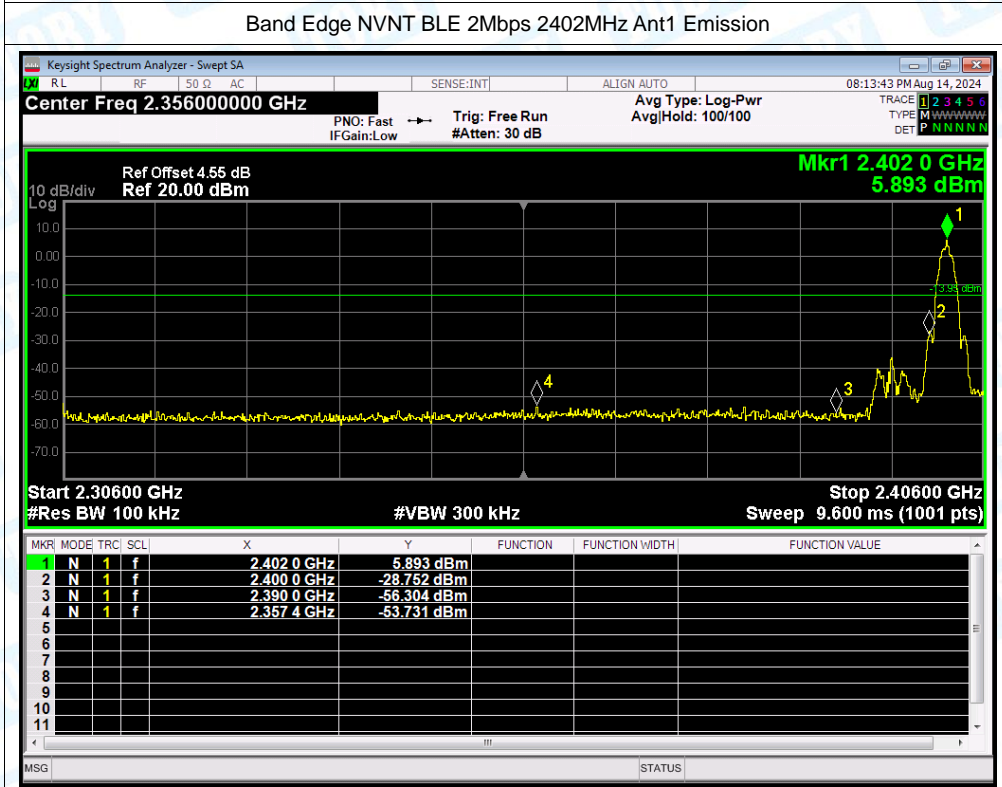 Band Edge NVNT BLE 2Mbps 2402MHz Ant1 Emission
Keysight Spectrum Analyzer - Swept SA
LXI RL RF 50 Ω AC SENSE:INT ALIGN AUTO 08:13:43 PM Aug 14, 2024
Center Freq 2.356000000 GHz
PNO: Fast
IFGain:Low
Trig: Free Run
#Atten: 30 dB
Avg Type: Log-Pwr
Avg|Hold: 100/100
TRACE 1 2 3 4 5 6
TYPE M WWWWW
DET P N N N N N
Mkr1 2.402 0 GHz
5.893 dBm
Ref Offset 4.55 dB
10 dB/div Ref 20.00 dBm
Log
10.0
0.00
-10.0
-20.0
-30.0
-40.0
-50.0
-60.0
-70.0
1
-13.95 dBm
2
3
4
Start 2.30600 GHz Stop 2.40600 GHz
#Res BW 100 kHz #VBW 300 kHz Sweep 9.600 ms (1001 pts)
MKR MODE TRC SCL X Y FUNCTION FUNCTION WIDTH FUNCTION VALUE
1 N 1 f 2.402 0 GHz 5.893 dBm
2 N 1 f 2.400 0 GHz -28.752 dBm
3 N 1 f 2.390 0 GHz -56.304 dBm
4 N 1 f 2.357 4 GHz -53.731 dBm
5
6
7
8
9
10
11
MSG STATUS